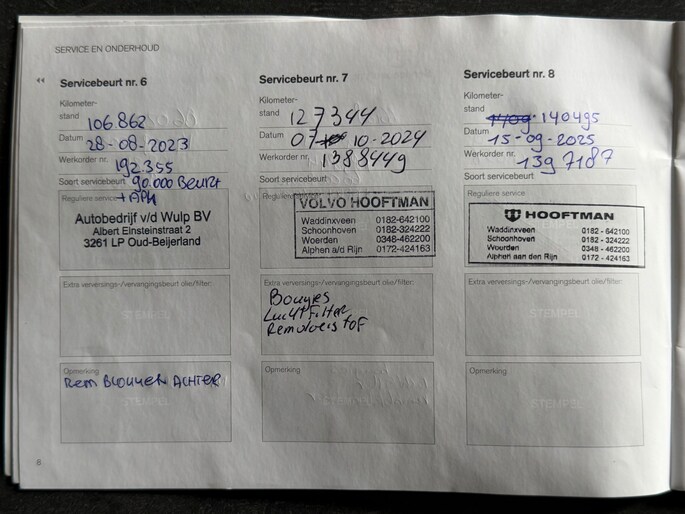 SERVICE EN ONDERHOUD
Servicebeurt nr. 6
Kilometer-
stand 106.862
Datum 28-08-2023
Werkorder nr. 192.355
Soort servicebeurt 90.000 Beurt
+ APK
Reguliere service
Autobedrijf v/d Wulp BV
Albert Einsteinstraat 2
3261 LP Oud-Beijerland
Extra verversings-/vervangingsbeurt olie/filter:
STEMPEL
Opmerking
Rem Blokken ACHTER
STEMPEL
Servicebeurt nr. 7
Kilometer-
stand 127344
Datum 07 10-2024
Werkorder nr. 1388449
Soort servicebeurt
Reguliere service:
VOLVO HOOFTMAN
Waddinxveen 0182-642100
Schoonhoven 0182-324222
Woerden 0348-462200
Alphen a/d Rijn 0172-424163
Extra verversings-/vervangingsbeurt olie/filter:
Bougies
Luchtfilter
Remvloeistof
Opmerking
STEMPEL
Servicebeurt nr. 8
Kilometer-
stand 140495
Datum 15-09-2025
Werkorder nr. 1397187
Soort servicebeurt
Reguliere service:
HOOFTMAN
Waddinxveen 0182 - 642100
Schoonhoven 0182 - 324222
Woerden 0348 - 462200
Alphen aan den Rijn 0172 - 424163
Extra verversings-/vervangingsbeurt olie/filter:
STEMPEL
Opmerking
STEMPEL
6